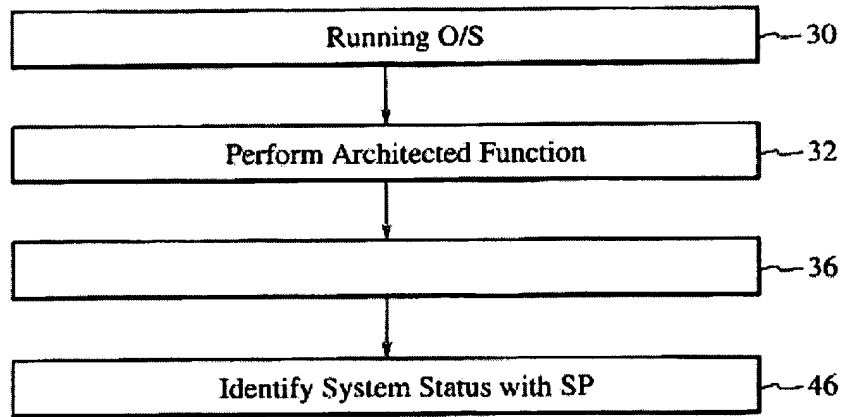 Running O/S
30
Perform Architected Function
32
36
Identify System Status with SP
46